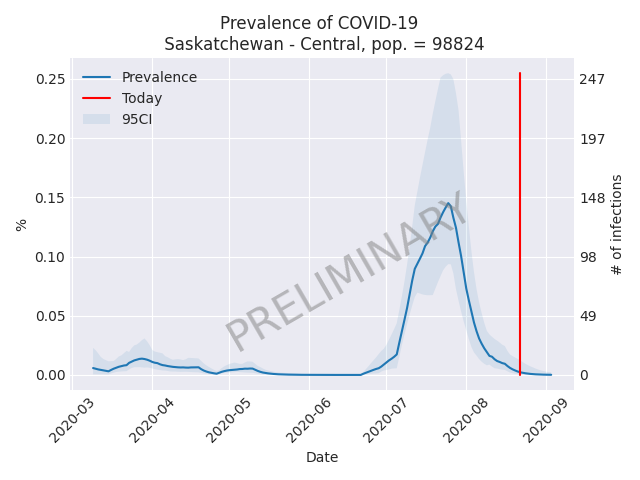 Prevalence of COVID-19
Saskatchewan - Central, pop. = 98824
Prevalence
Today
95CI
PRELIMINARY
%
0.25
0.20
0.15
0.10
0.05
0.00
247
197
148
98
49
0
# of infections
2020-03
2020-04
2020-05
2020-06
2020-07
2020-08
2020-09
Date